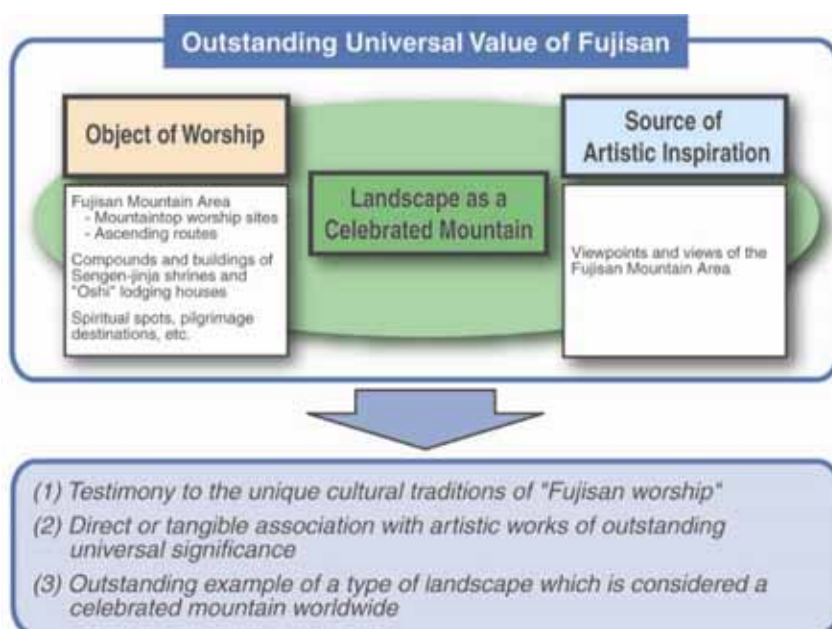 Outstanding Universal Value of Fujisan
Object of Worship
Fujisan Mountain Area
- Mountaintop worship sites
- Ascending routes
Compounds and buildings of
Sengen-jinja shrines and
"Oshi" lodging houses
Spiritual spots, pilgrimage
destinations, etc.
Landscape as a
Celebrated Mountain
Source of
Artistic Inspiration
Viewpoints and views of the
Fujisan Mountain Area
(1) Testimony to the unique cultural traditions of "Fujisan worship"
(2) Direct or tangible association with artistic works of outstanding
universal significance
(3) Outstanding example of a type of landscape which is considered a
celebrated mountain worldwide